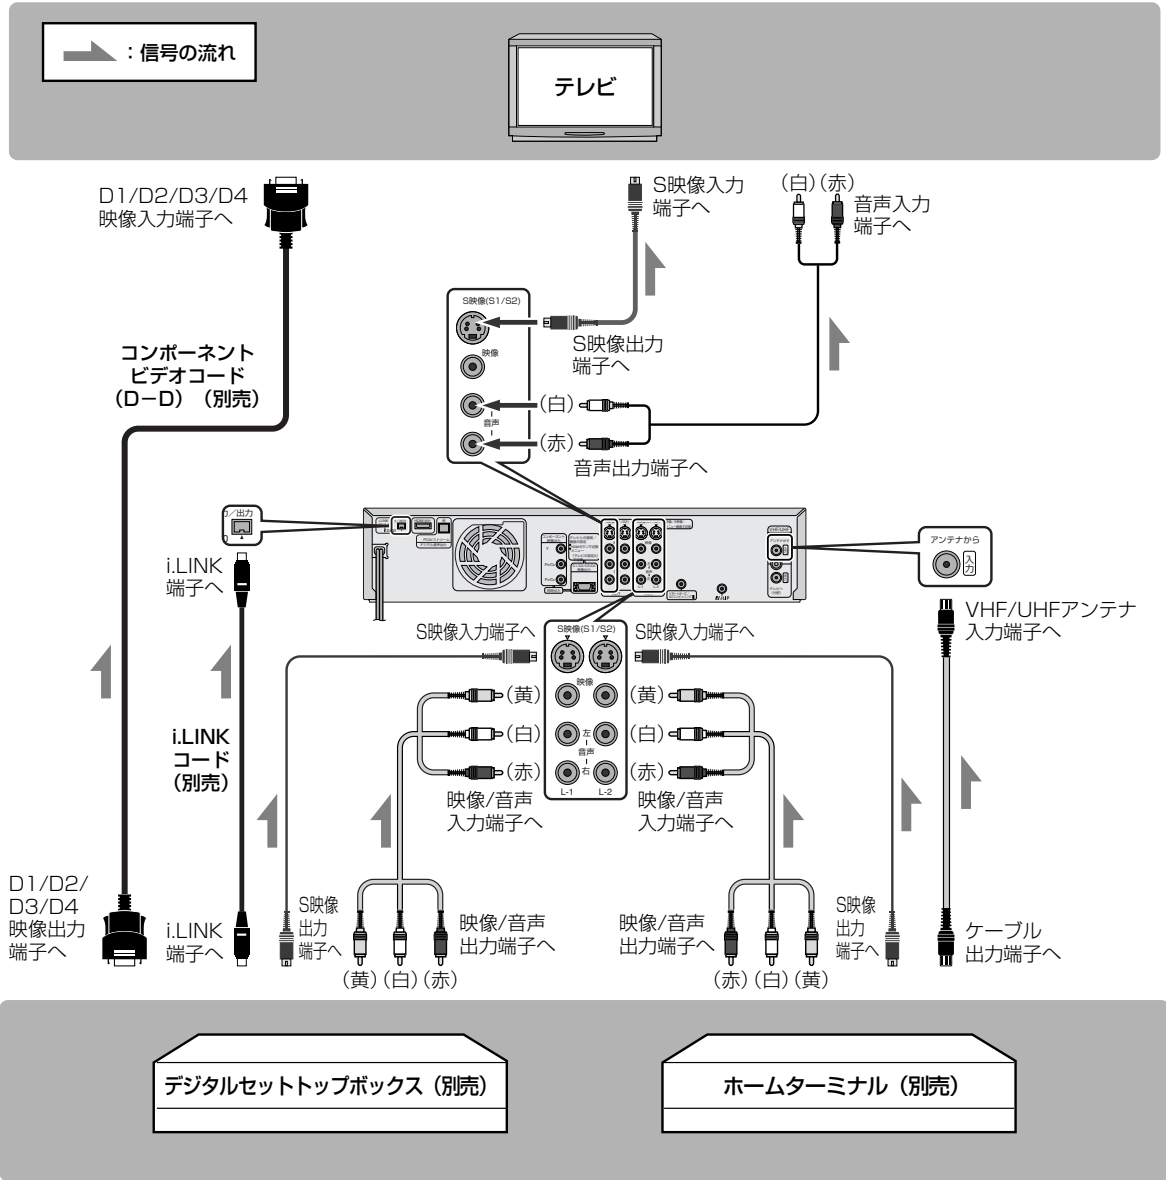 ：信号の流れ
テレビ
D1/D2/D3/D4
映像入力端子へ
S映像入力
端子へ
（白）（赤）
音声入力
端子へ
S映像(S1/S2)
映像
音声
S映像出力
端子へ
（白）
（赤）
音声出力端子へ
コンポーネント
ビデオコード
（D－D）（別売）
i.LINK
端子へ
アンテナから
入力
VHF/UHFアンテナ
入力端子へ
S映像入力端子へ
S映像(S1/S2)
S映像入力端子へ
映像
（黄）
（黄）
（白）
左
（白）
音声
（赤）
右
（赤）
L-1
L-2
映像/音声
入力端子へ
映像/音声
入力端子へ
i.LINK
コード
（別売）
D1/D2/
D3/D4
映像出力
端子へ
i.LINK
端子へ
S映像
出力
端子へ
映像/音声
出力端子へ
（黄）（白）（赤）
映像/音声
出力端子へ
（赤）（白）（黄）
S映像
出力
端子へ
ケーブル
出力端子へ
デジタルセットトップボックス（別売）
ホームターミナル（別売）